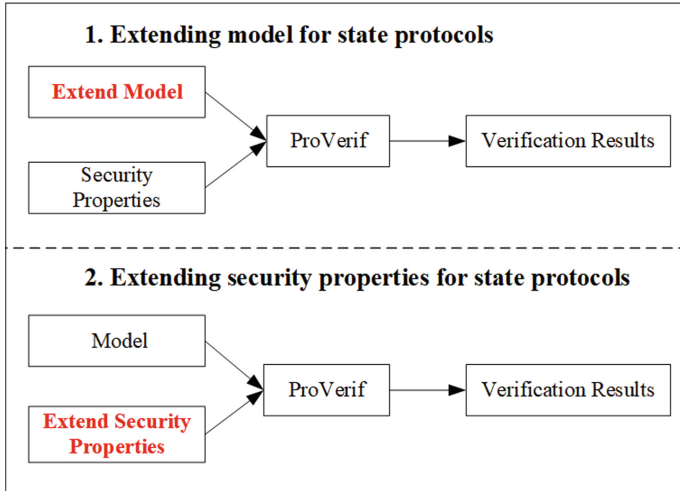 1. Extending model for state protocols
Extend Model
ProVerif
Verification Results
Security
Properties
2. Extending security properties for state protocols
Model
ProVerif
Verification Results
Extend Security
Properties